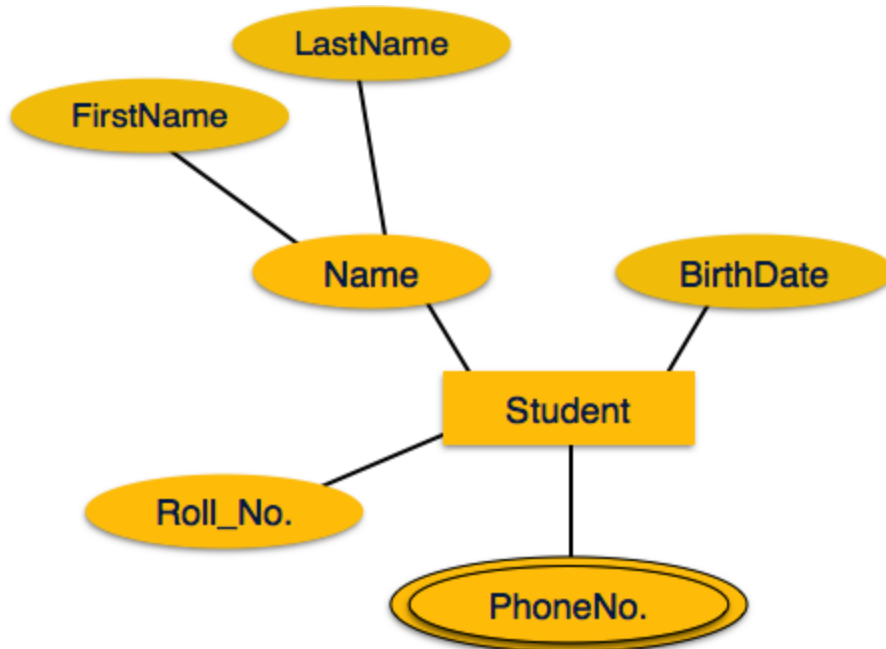 LastName
FirstName
Name
BirthDate
Student
Roll_No.
PhoneNo.